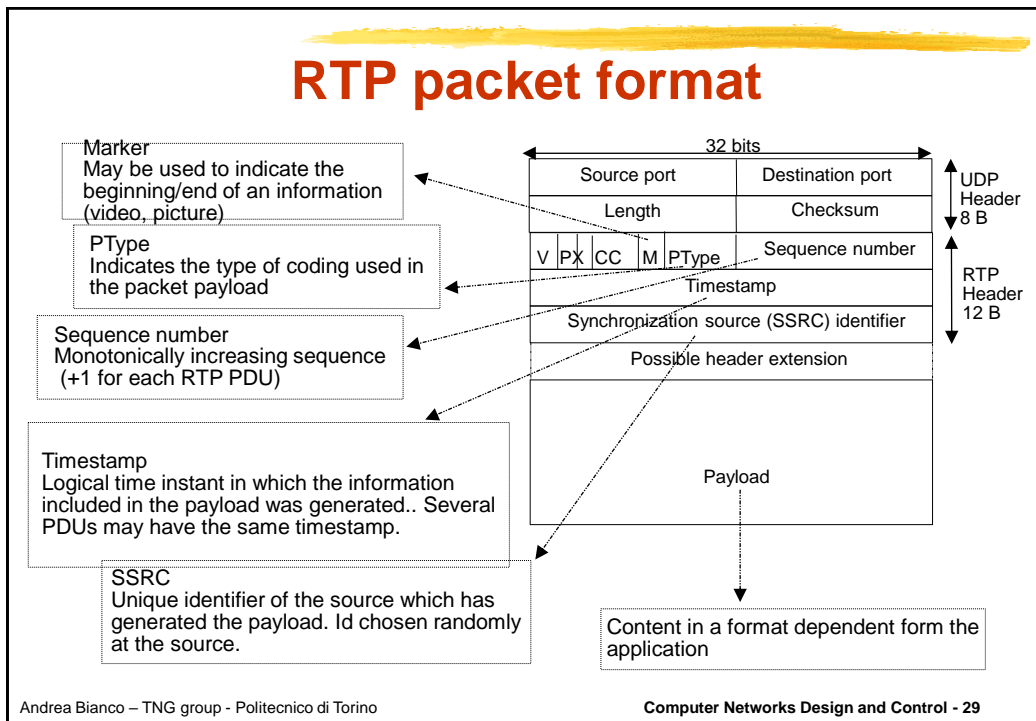 RTP packet format
Marker
May be used to indicate the
beginning/end of an information
(video, picture)
PType
Indicates the type of coding used in
the packet payload
Sequence number
Monotonically increasing sequence
(+1 for each RTP PDU)
Timestamp
Logical time instant in which the information
included in the payload was generated.. Several
PDUs may have the same timestamp.
SSRC
Unique identifier of the source which has
generated the payload. Id chosen randomly
at the source.
32 bits
Source port Destination port
Length Checksum
V P X CC M PType Sequence number
Timestamp
Synchronization source (SSRC) identifier
Possible header extension
Payload
UDP
Header
8 B
RTP
Header
12 B
Content in a format dependent form the
application
Andrea Bianco – TNG group - Politecnico di Torino
Computer Networks Design and Control - 29